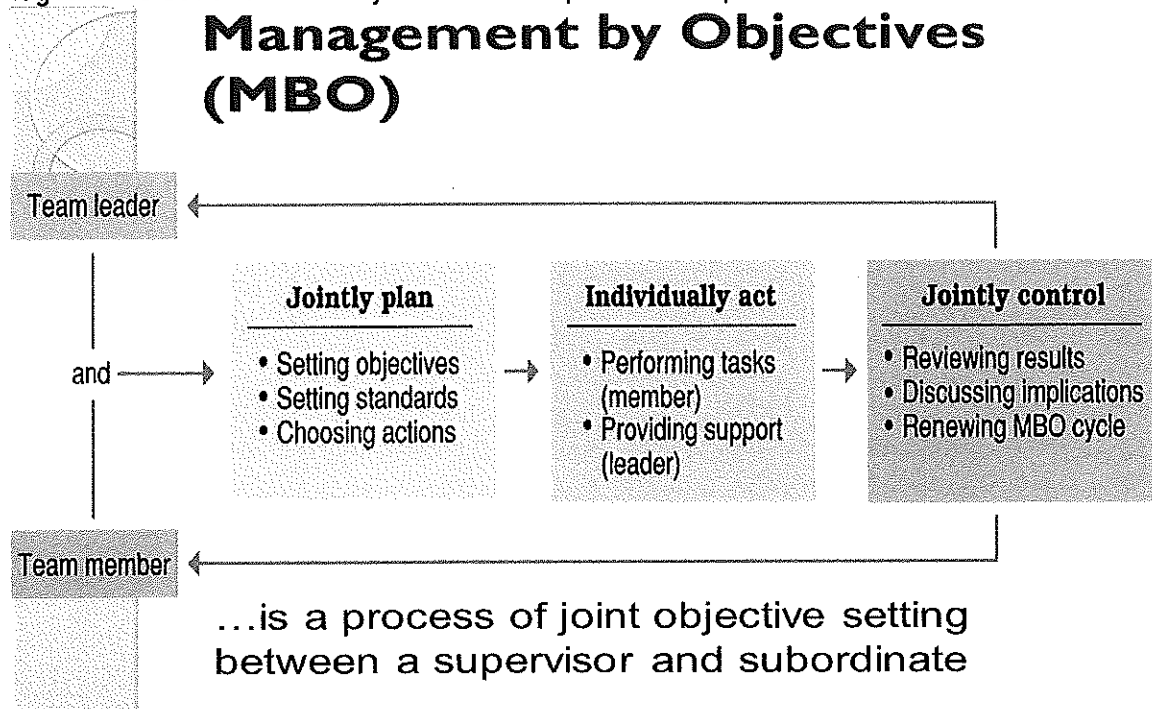 Management by Objectives
(MBO)
Team leader
and
Team member
Jointly plan
• Setting objectives
• Setting standards
• Choosing actions
Individually act
• Performing tasks
(member)
• Providing support
(leader)
Jointly control
• Reviewing results
• Discussing implications
• Renewing MBO cycle
...is a process of joint objective setting
between a supervisor and subordinate